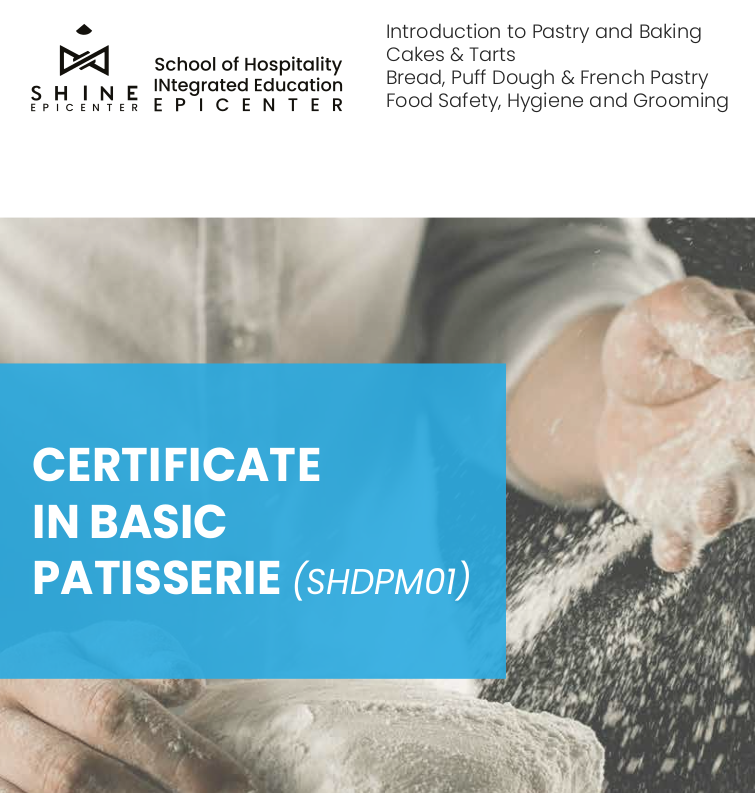 SHINE
EPICENTER
School of Hospitality
INtegrated Education
EPICENTER
Introduction to Pastry and Baking
Cakes & Tarts
Bread, Puff Dough & French Pastry
Food Safety, Hygiene and Grooming
CERTIFICATE
IN BASIC
PATISSERIE (SHDPM01)